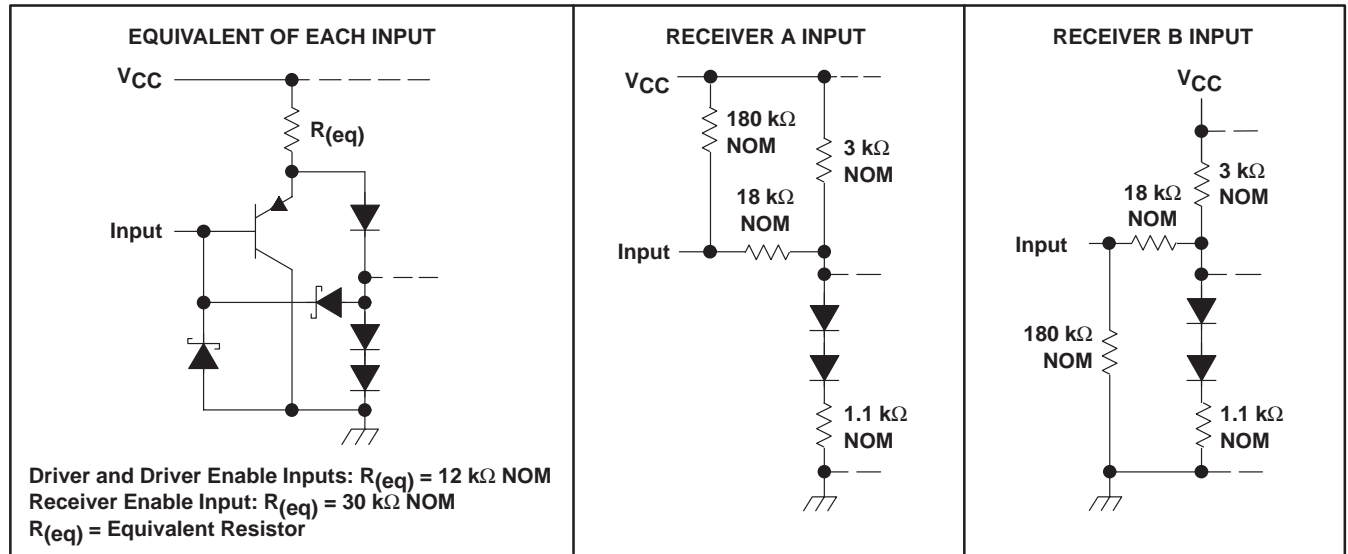 EQUIVALENT OF EACH INPUT
VCC
R(eq)
Input
Driver and Driver Enable Inputs: R(eq) = 12 kΩ NOM
Receiver Enable Input: R(eq) = 30 kΩ NOM
R(eq) = Equivalent Resistor
RECEIVER A INPUT
VCC
180 kΩ
NOM
3 kΩ
NOM
18 kΩ
NOM
Input
1.1 kΩ
NOM
RECEIVER B INPUT
VCC
3 kΩ
NOM
18 kΩ
NOM
Input
180 kΩ
NOM
1.1 kΩ
NOM